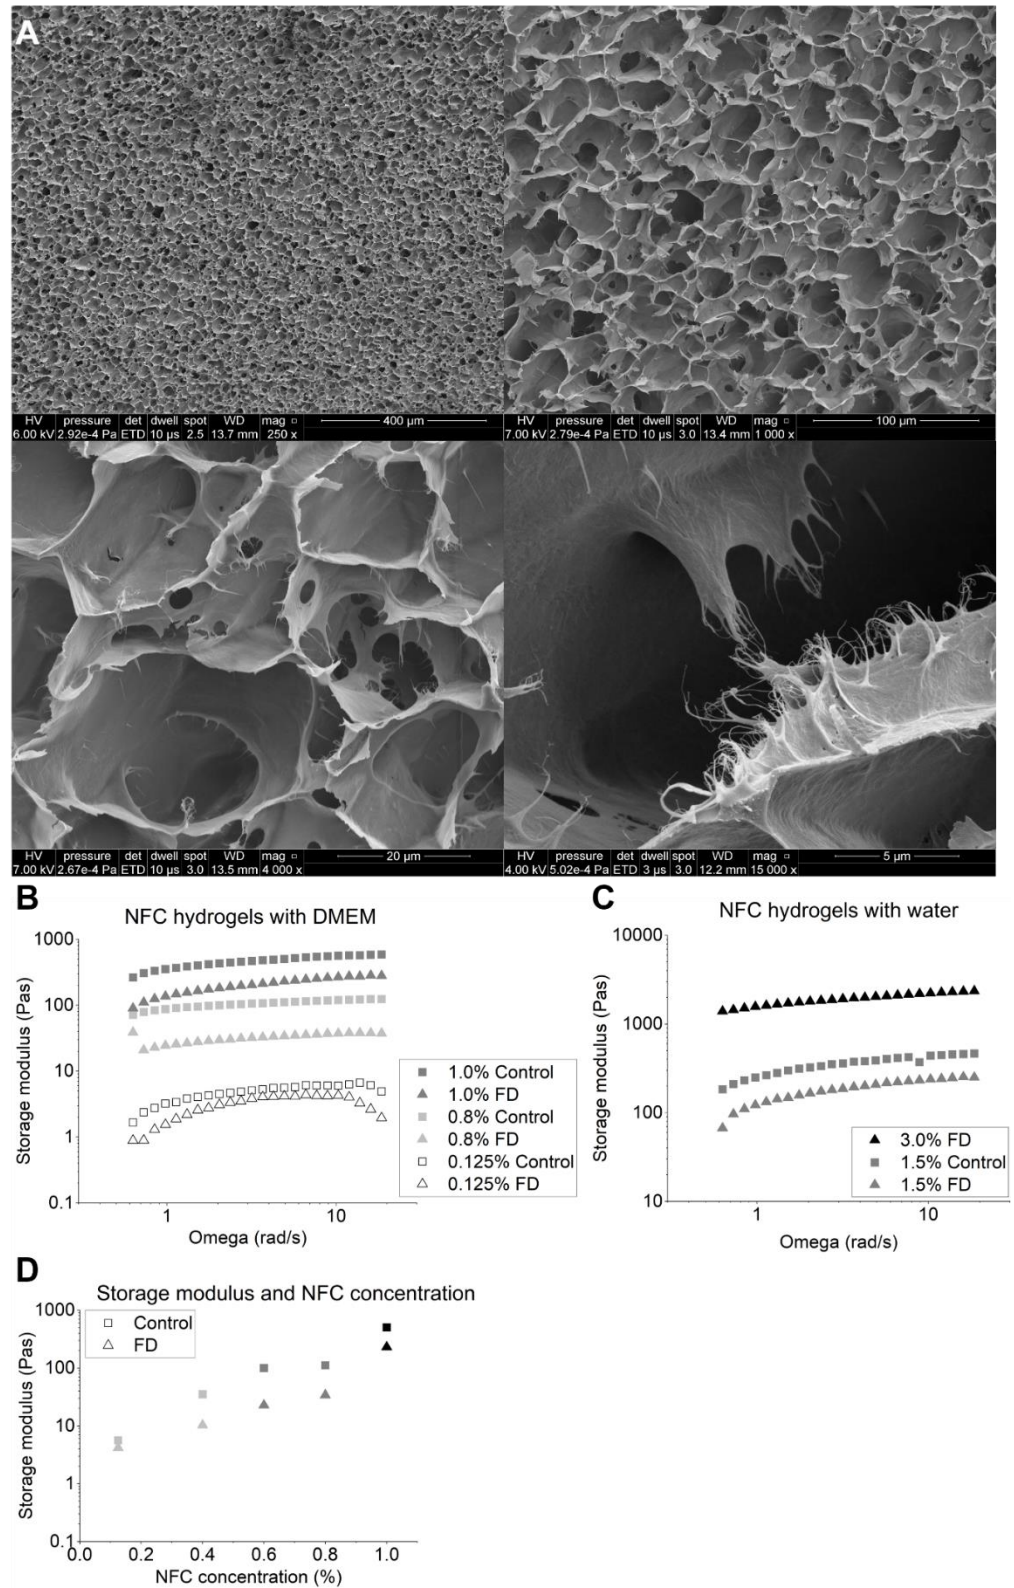 A
HV pressure det dwell spot WD mag □ 400 µm
6.00 kV 2.92e-4 Pa ETD 10 µs 2.5 13.7 mm 250 x
HV pressure det dwell spot WD mag □ 100 µm
7.00 kV 2.79e-4 Pa ETD 10 µs 3.0 13.4 mm 1 000 x
HV pressure det dwell spot WD mag □ 20 µm
7.00 kV 2.67e-4 Pa ETD 10 µs 3.0 13.5 mm 4 000 x
HV pressure det dwell spot WD mag □ 5 µm
4.00 kV 5.02e-4 Pa ETD 3 µs 3.0 12.2 mm 15 000 x
B
NFC hydrogels with DMEM
Storage modulus (Pas)
1000
100
10
1
0.1
1 10
Omega (rad/s)
1.0% Control
1.0% FD
0.8% Control
0.8% FD
0.125% Control
0.125% FD
C
NFC hydrogels with water
Storage modulus (Pas)
10000
1000
100
10
1 10
Omega (rad/s)
3.0% FD
1.5% Control
1.5% FD
D
Storage modulus and NFC concentration
Storage modulus (Pas)
1000
100
10
1
0.1
Control
FD
0.0 0.2 0.4 0.6 0.8 1.0
NFC concentration (%)